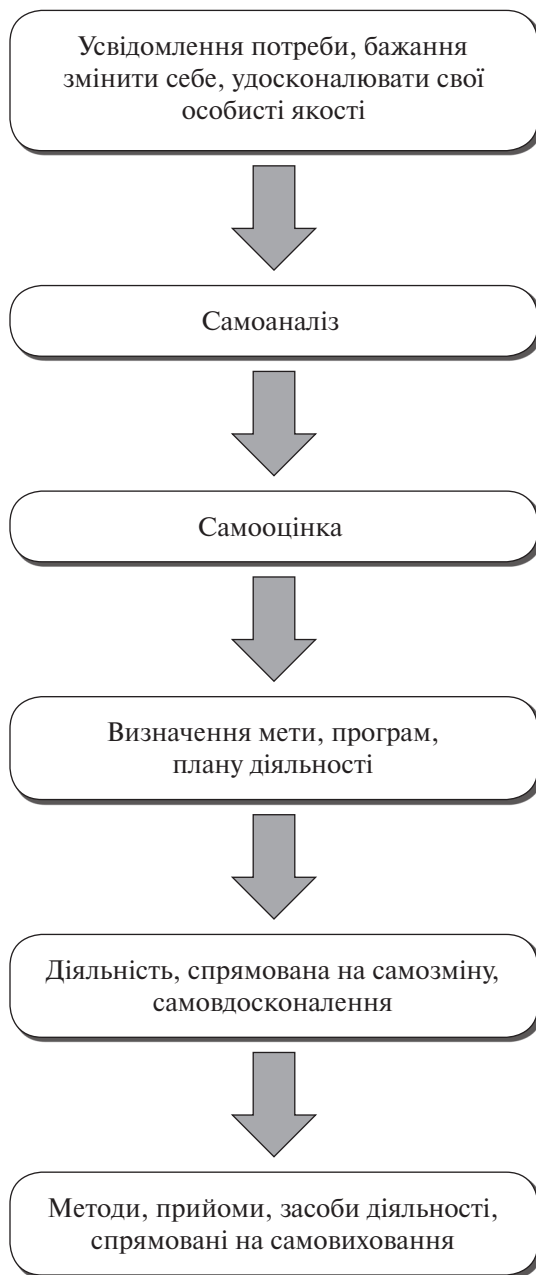 Усвідомлення потреби, бажання
змінити себе, удосконалювати свої
особисті якості
Самоаналіз
Самооцінка
Визначення мети, програм,
плану діяльності
Діяльність, спрямована на самозміну,
самовдосконалення
Методи, прийоми, засоби діяльності,
спрямовані на самовиховання